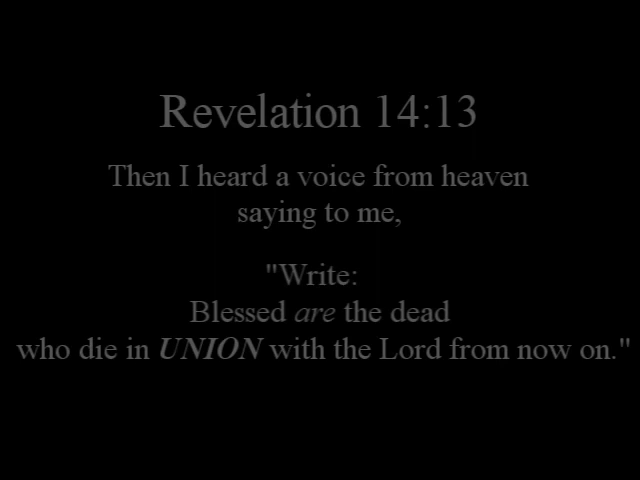 Revelation 14:13
Then I heard a voice from heaven
saying to me,
"Write:
Blessed are the dead
who die in UNION with the Lord from now on."